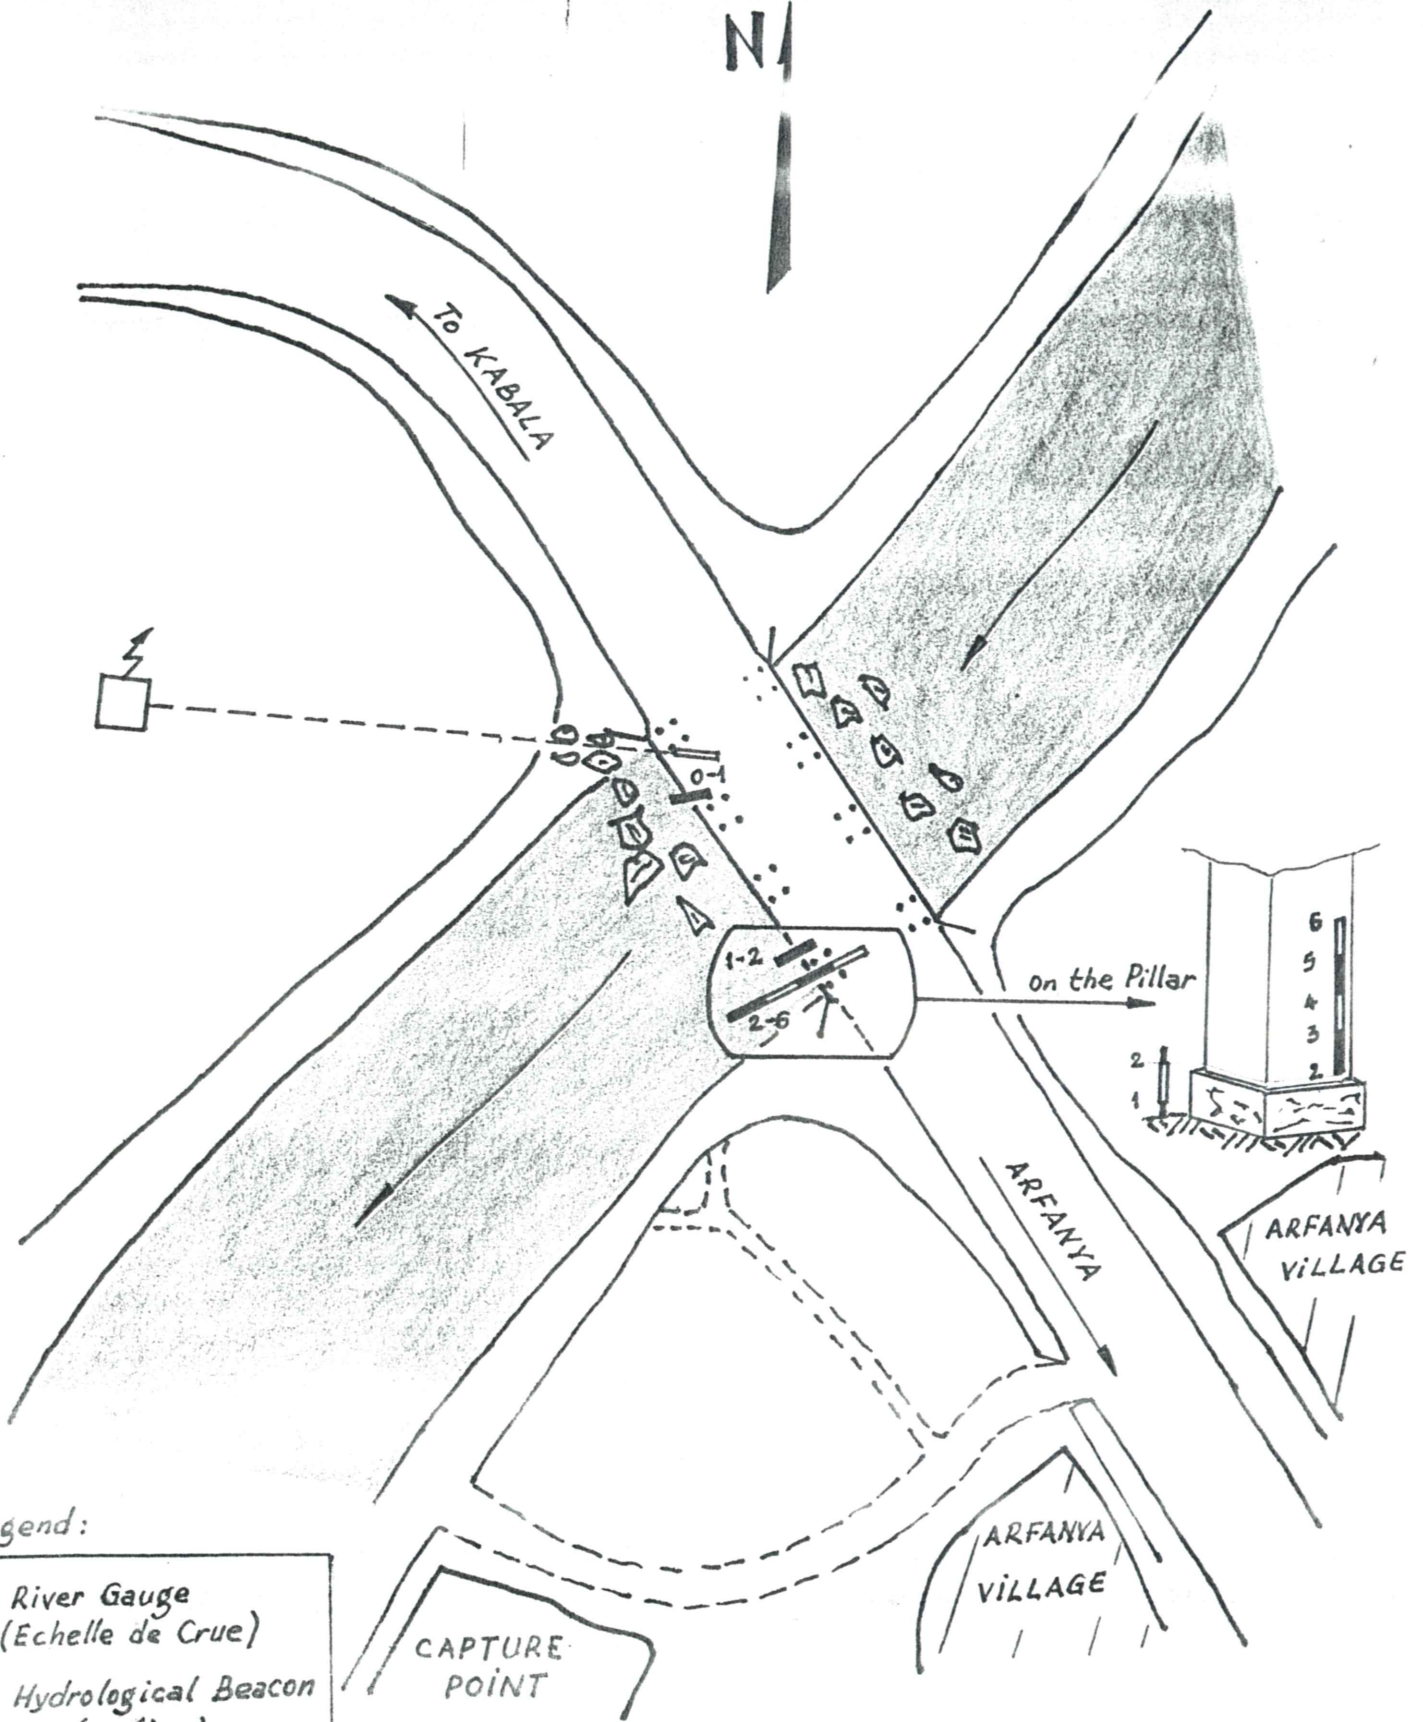 N
To KABALA
0-1
1-2
2-6
on the Pillar
6
5
4
3
2
2
1
ARFANYA
ARFANYA
VILLAGE
ARFANYA
VILLAGE
CAPTURE
POINT
gend:
River Gauge
(Echelle de Crue)
Hydrological Beacon